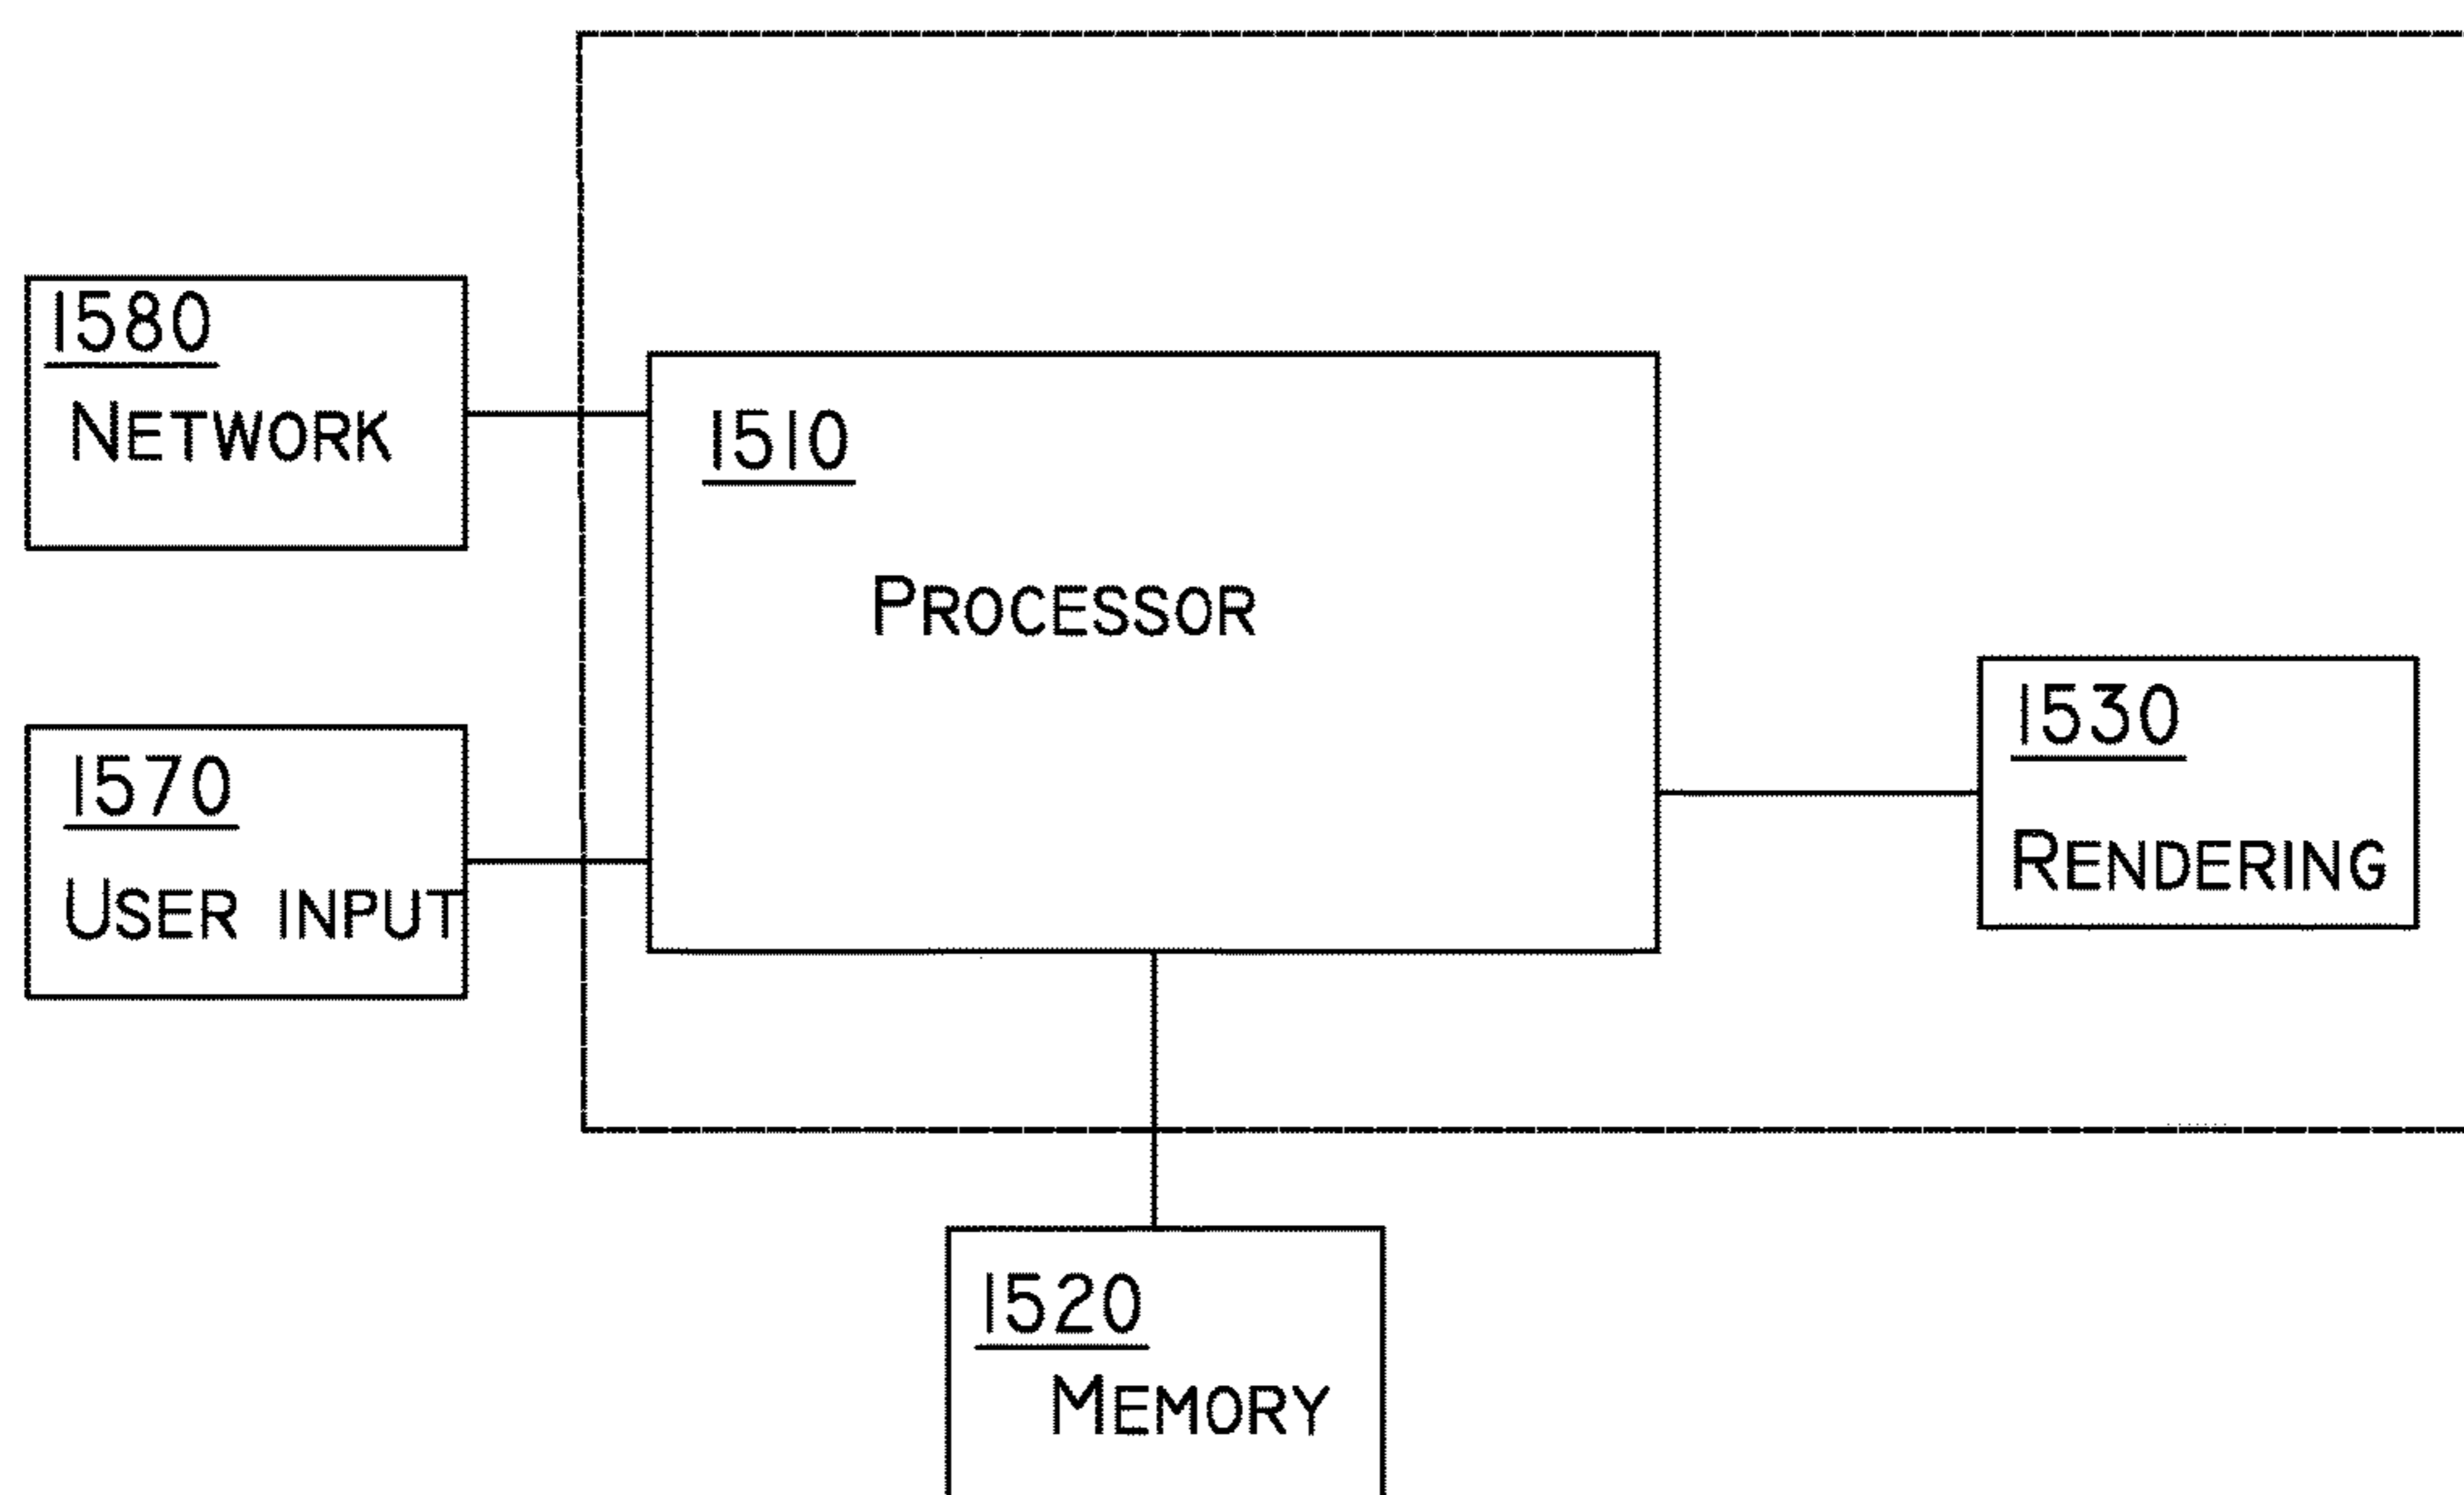 1580
NETWORK
1510
PROCESSOR
1570
USER INPUT
1530
RENDERING
1520
MEMORY